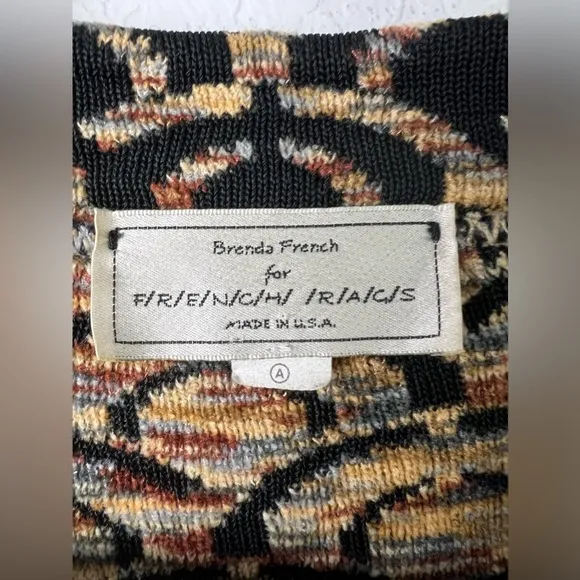 Brenda French
for
F/R/E/N/C/H/ /R/A/G/S
MADE IN U.S.A.
A